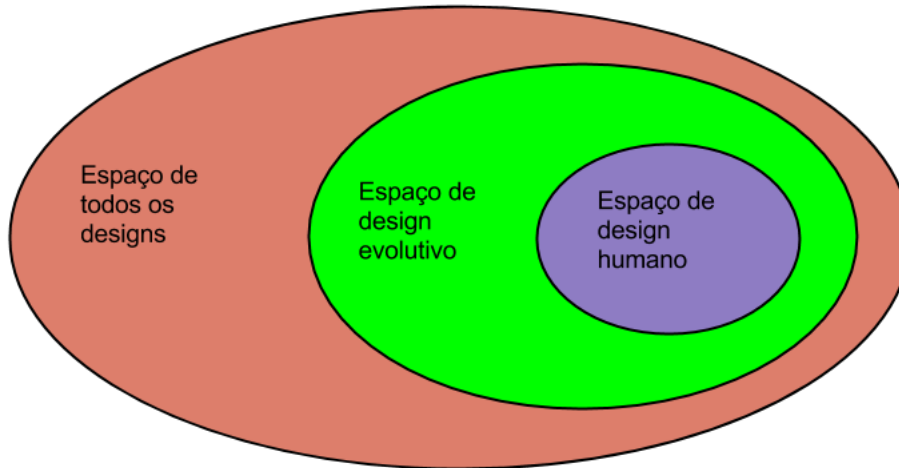 Espaço de
todos os
designs
Espaço de
design
evolutivo
Espaço de
design
humano